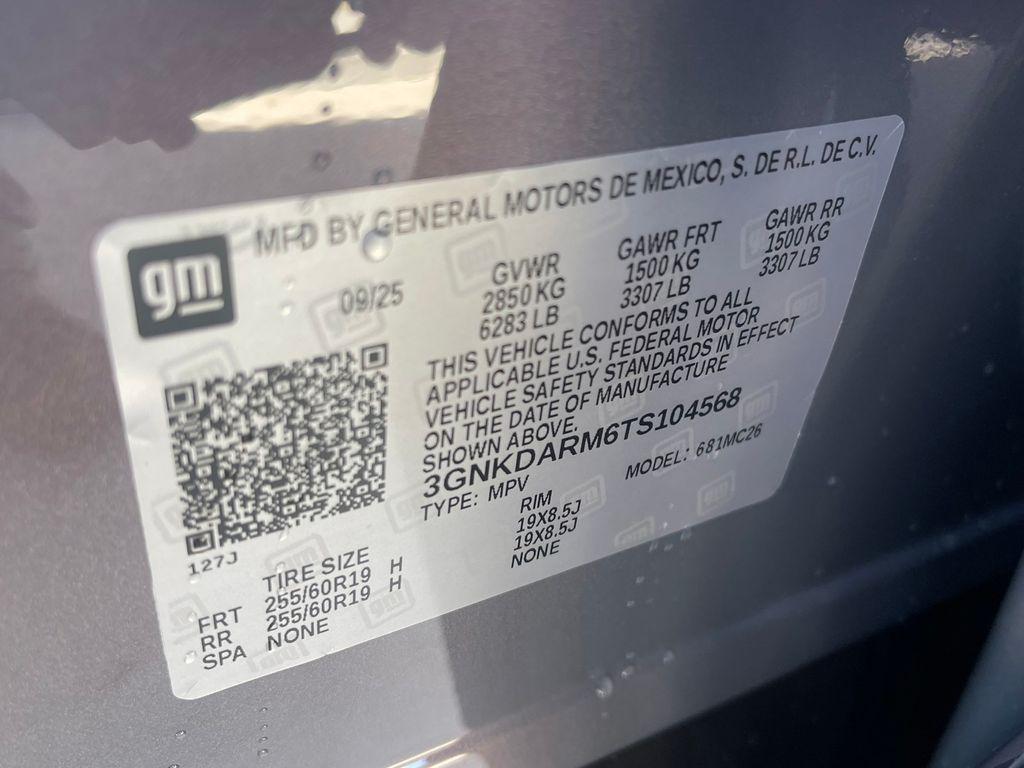 MFD BY GENERAL MOTORS DE MEXICO, S. DE R.L. DE C.V.
gm
09/25
GVWR
2850 KG
6283 LB
GAWR FRT
1500 KG
3307 LB
GAWR RR
1500 KG
3307 LB
THIS VEHICLE CONFORMS TO ALL
APPLICABLE U.S. FEDERAL MOTOR
VEHICLE SAFETY STANDARDS IN EFFECT
ON THE DATE OF MANUFACTURE
SHOWN ABOVE.
3GNKDARM6TS104568
TYPE: MPV
MODEL: 681MC26
127J
TIRE SIZE RIM
FRT 255/60R19 H 19X8.5J
RR 255/60R19 H 19X8.5J
SPA NONE NONE